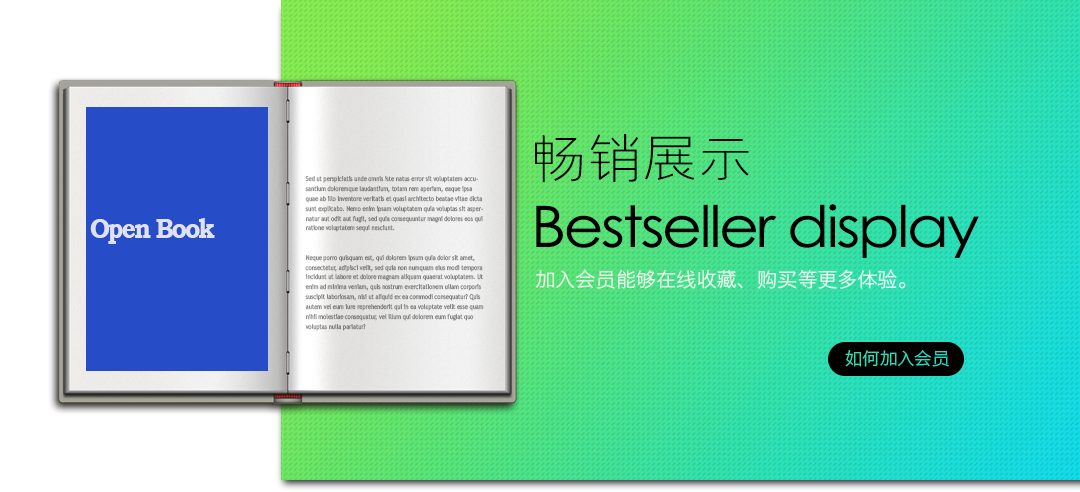 Open Book
Sed ut perspiciatis unde omnis iste natus error sit voluptatem accu-
santium doloremque laudantium, totam rem aperiam, eaque ipsa
quae ab illo inventore veritatis et quasi architecto beatae vitae dicta
sunt explicabo. Nemo enim ipsam voluptatem quia voluptas sit asper-
natur aut odit aut fugit, sed quia consequuntur magni dolores eos qui
ratione voluptatem sequi nesciunt.
Neque porro quisquam est, qui dolorem ipsum quia dolor sit amet,
consectetur, adipisci velit, sed quia non numquam eius modi tempora
incidunt ut labore et dolore magnam aliquam quaerat voluptatem. Ut
enim ad minima veniam, quis nostrum exercitationem ullam corporis
suscipit laboriosam, nisi ut aliquid ex ea commodi consequatur? Quis
autem vel eum iure reprehenderit qui in ea voluptate velit esse quam
nihil molestiae consequatur, vel illum qui dolorem eum fugiat quo
voluptas nulla pariatur?
畅销展示
Bestseller display
加入会员能够在线收藏、购买等更多体验。
如何加入会员